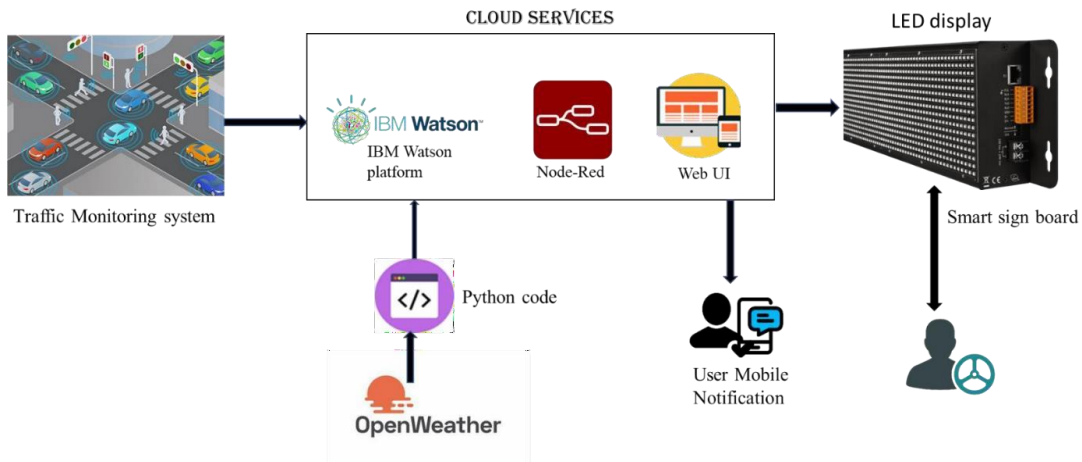 CLOUD SERVICES
LED display
IBM Watson™
IBM Watson
platform
Node-Red
Web UI
Traffic Monitoring system
Smart sign board
</>
Python code
User Mobile
Notification
OpenWeather